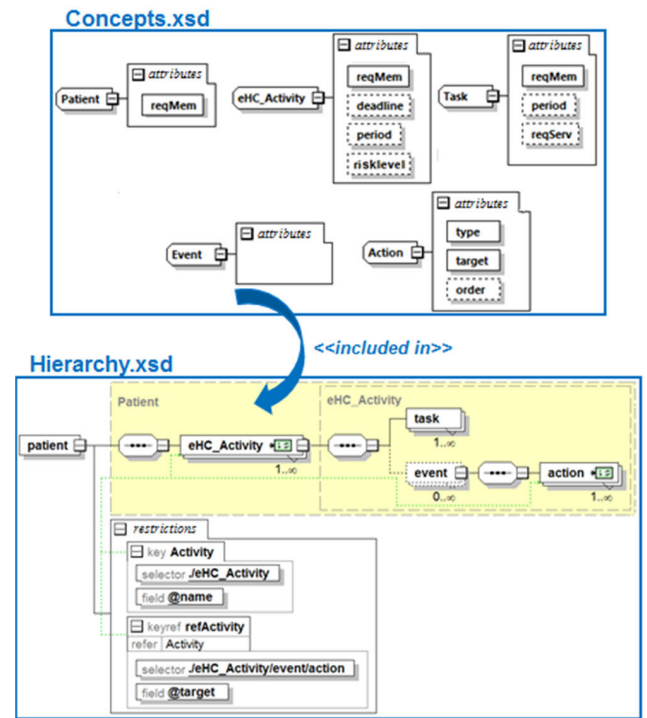 Concepts.xsd
attributes
Patient
reqMem
attributes
eHC_Activity
reqMem
deadline
period
risklevel
attributes
Task
reqMem
period
reqServ
attributes
Event
attributes
Action
type
target
order
<<included in>>
Hierarchy.xsd
Patient
eHC_Activity
patient
eHC_Activity
1..∞
task
1..∞
event
0..∞
action
1..∞
restrictions
key Activity
selector ./eHC_Activity
field @name
keyref refActivity
refer Activity
selector ./eHC_Activity/event/action
field @target